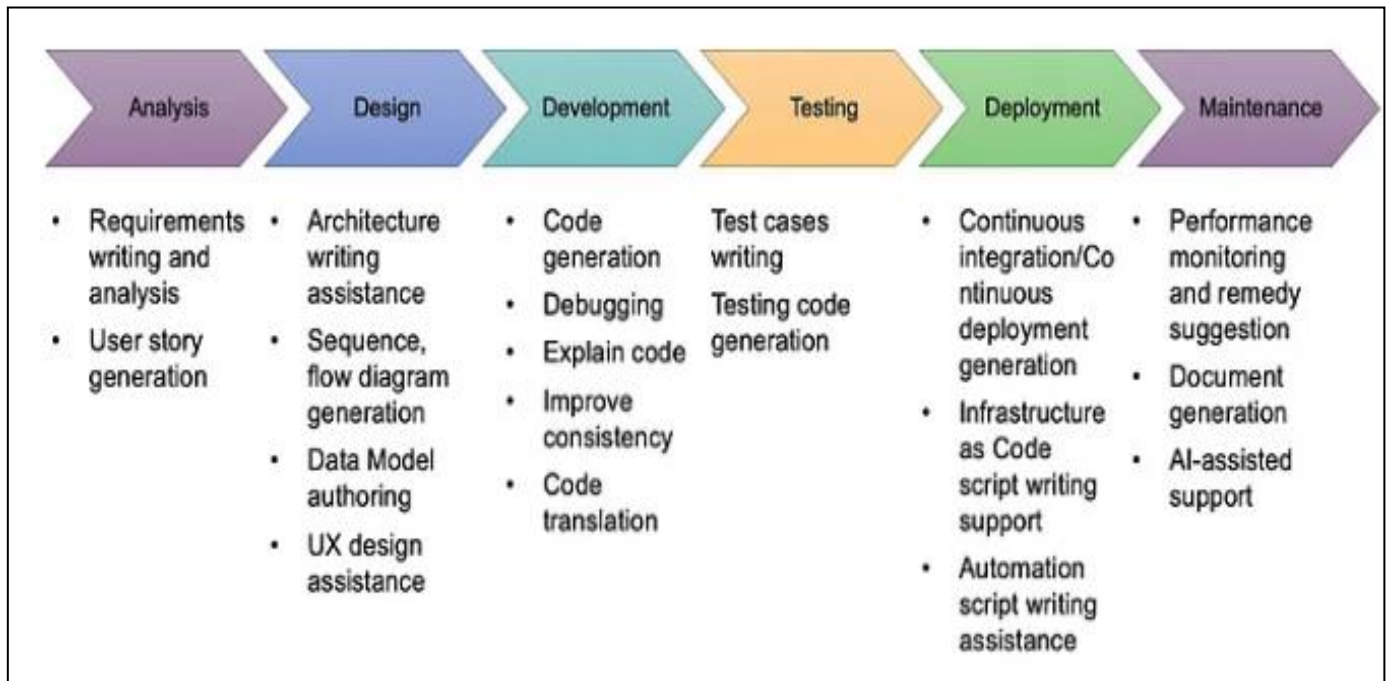 Analysis
Design
Development
Testing
Deployment
Maintenance
• Requirements
writing and
analysis
• User story
generation
• Architecture
writing
assistance
• Sequence,
flow diagram
generation
• Data Model
authoring
• UX design
assistance
• Code
generation
• Debugging
• Explain code
• Improve
consistency
• Code
translation
Test cases
writing
Testing code
generation
• Continuous
integration/Co
ntinuous
deployment
generation
• Infrastructure
as Code
script writing
support
• Automation
script writing
assistance
• Performance
monitoring
and remedy
suggestion
• Document
generation
• AI-assisted
support